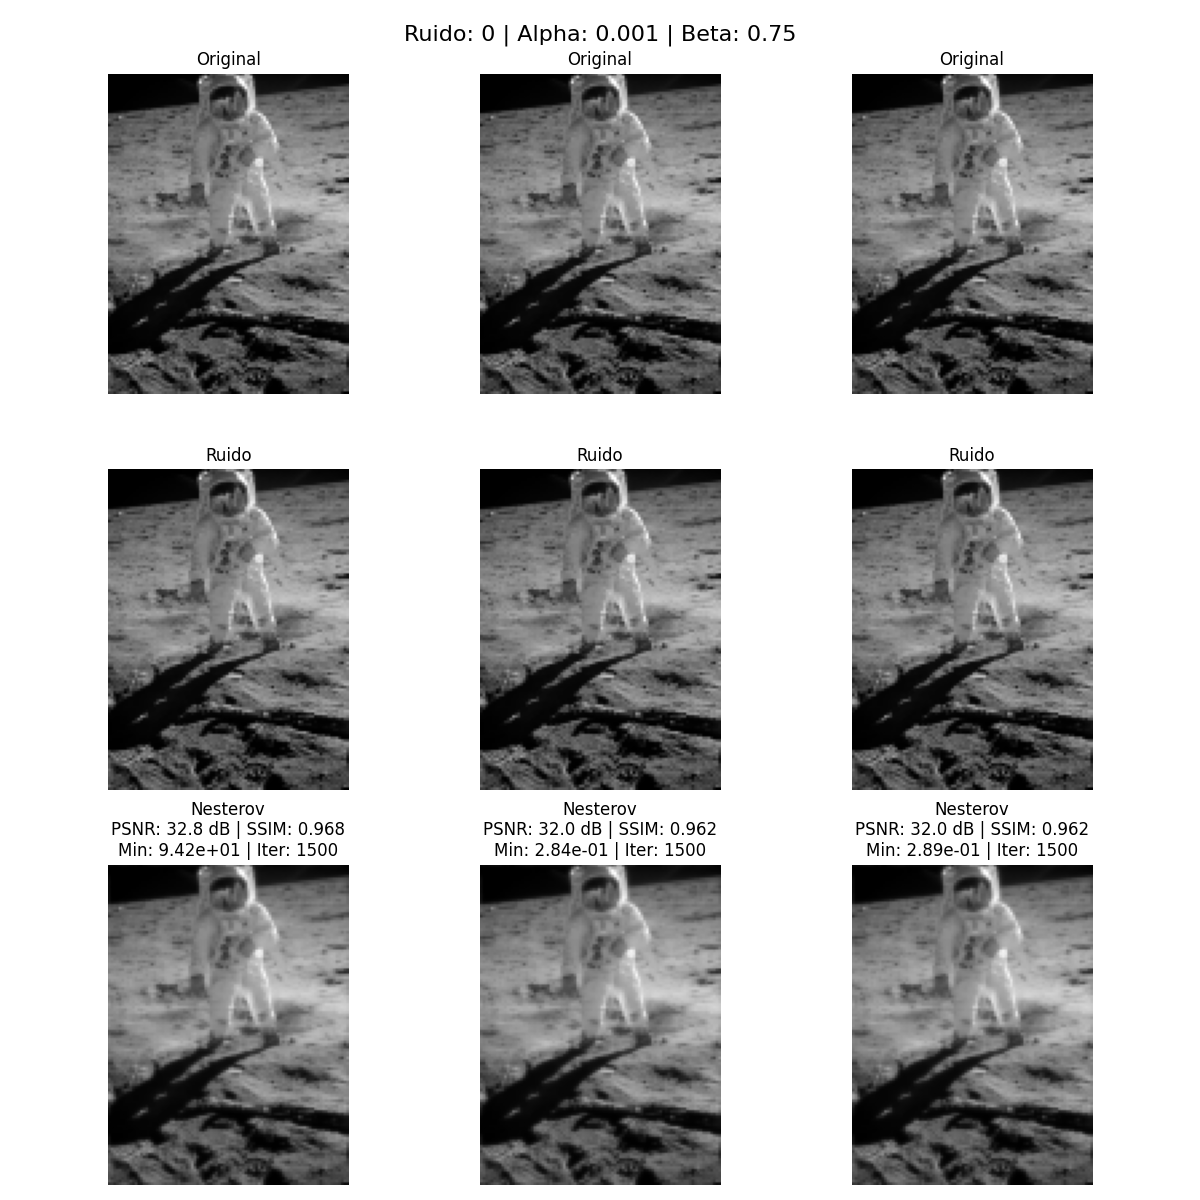 Ruido: 0 | Alpha: 0.001 | Beta: 0.75
Original
Original
Original
Ruido
Ruido
Ruido
Nesterov
PSNR: 32.8 dB | SSIM: 0.968
Min: 9.42e+01 | Iter: 1500
Nesterov
PSNR: 32.0 dB | SSIM: 0.962
Min: 2.84e-01 | Iter: 1500
Nesterov
PSNR: 32.0 dB | SSIM: 0.962
Min: 2.89e-01 | Iter: 1500